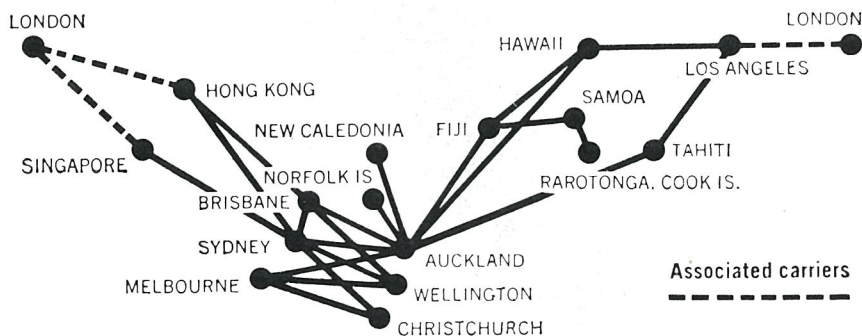 LONDON
LONDON
HAWAII
LOS ANGELES
HONG KONG
SAMOA
NEW CALEDONIA
FIJI
SINGAPORE
TAHITI
NORFOLK IS
RAROTONGA. COOK IS.
BRISBANE
SYDNEY
AUCKLAND
Associated carriers
MELBOURNE
WELLINGTON
CHRISTCHURCH